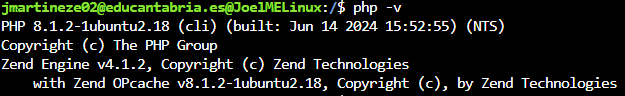 jmartineze02@educantabria.es@JoelMELinux:/$ php -v
PHP 8.1.2-1ubuntu2.18 (cli) (built: Jun 14 2024 15:52:55) (NTS)
Copyright (c) The PHP Group
Zend Engine v4.1.2, Copyright (c) Zend Technologies
    with Zend OPcache v8.1.2-1ubuntu2.18, Copyright (c), by Zend Technologies